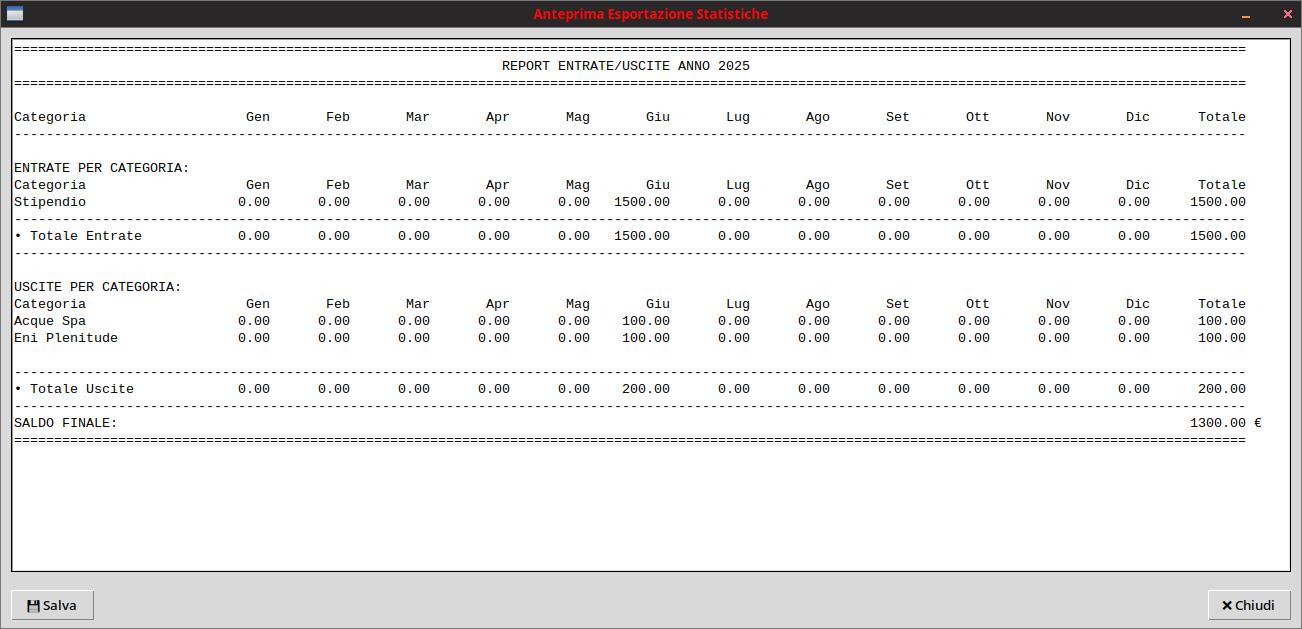 Anteprima Esportazione Statistiche
==========================================================================================================================================================
REPORT ENTRATE/USCITE ANNO 2025
==========================================================================================================================================================
Categoria Gen Feb Mar Apr Mag Giu Lug Ago Set Ott Nov Dic Totale
----------------------------------------------------------------------------------------------------------------------------------------------------------
ENTRATE PER CATEGORIA:
Categoria Gen Feb Mar Apr Mag Giu Lug Ago Set Ott Nov Dic Totale
Stipendio 0.00 0.00 0.00 0.00 0.00 1500.00 0.00 0.00 0.00 0.00 0.00 0.00 1500.00
----------------------------------------------------------------------------------------------------------------------------------------------------------
• Totale Entrate 0.00 0.00 0.00 0.00 0.00 1500.00 0.00 0.00 0.00 0.00 0.00 0.00 1500.00
----------------------------------------------------------------------------------------------------------------------------------------------------------
USCITE PER CATEGORIA:
Categoria Gen Feb Mar Apr Mag Giu Lug Ago Set Ott Nov Dic Totale
Acque Spa 0.00 0.00 0.00 0.00 0.00 100.00 0.00 0.00 0.00 0.00 0.00 0.00 100.00
Eni Plenitude 0.00 0.00 0.00 0.00 0.00 100.00 0.00 0.00 0.00 0.00 0.00 0.00 100.00
----------------------------------------------------------------------------------------------------------------------------------------------------------
• Totale Uscite 0.00 0.00 0.00 0.00 0.00 200.00 0.00 0.00 0.00 0.00 0.00 0.00 200.00
----------------------------------------------------------------------------------------------------------------------------------------------------------
SALDO FINALE: 1300.00 €
==========================================================================================================================================================
Salva
Chiudi